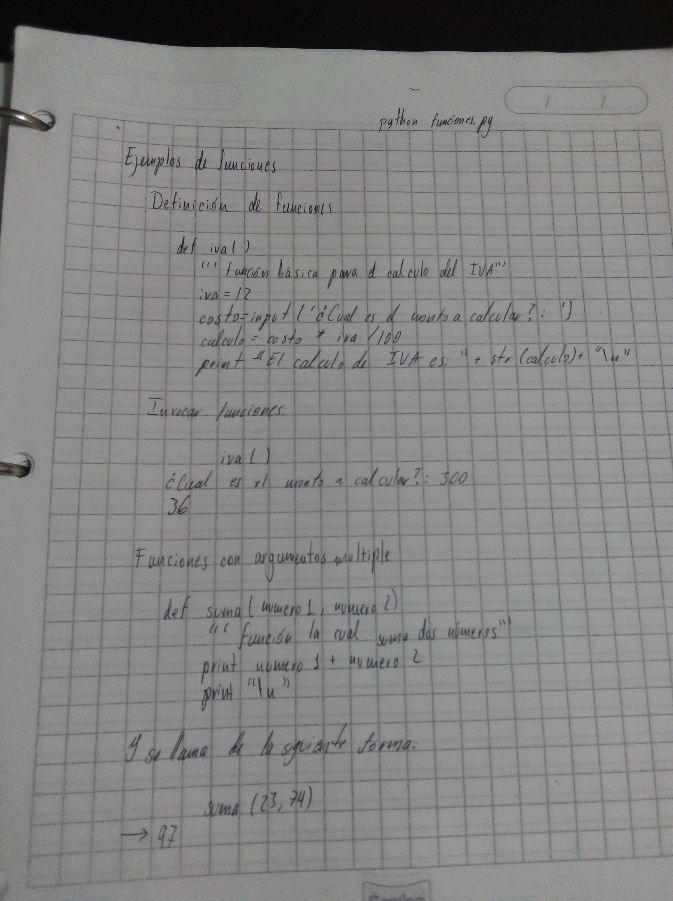 python funciones.py
Ejemplos de funciones
Definición de funciones
def iva()
"'' función básica para el calculo del IVA"'
iva = 12
costo=input ('¿Cual es el monto a calcular?: ')
calculo = costo * iva /100
print "El calculo de IVA es: " + str(calculo)+ "\n"
Invocar funciones.
iva()
¿Cual es el monto a calcular?: 300
36
Funciones con argumentos multiple
def suma( numero1, numero2)
"'' función la cual suma dos números"'
print numero1 + numero2
print "\n"
Y se llama de la siguiente forma:
suma (23, 74)
→ 97